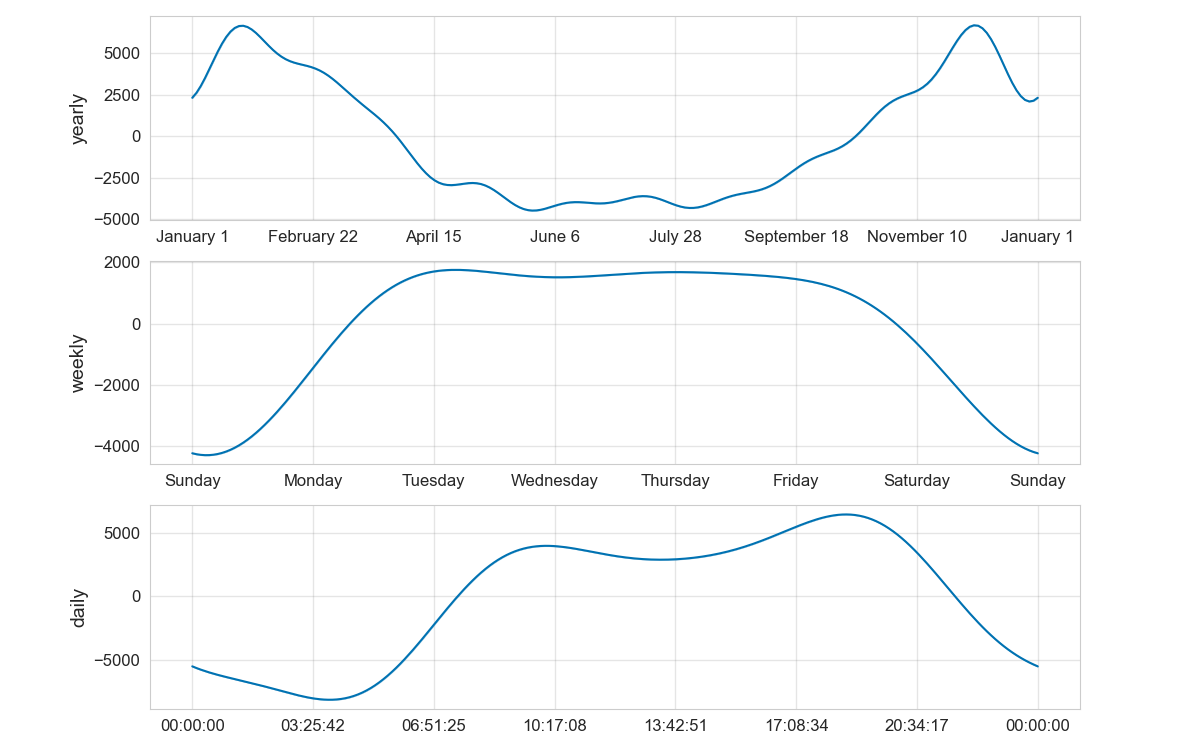 yearly
5000
2500
0
−2500
−5000
January 1 February 22 April 15 June 6 July 28 September 18 November 10 January 1
weekly
2000
0
−2000
−4000
Sunday Monday Tuesday Wednesday Thursday Friday Saturday Sunday
daily
5000
0
−5000
00:00:00 03:25:42 06:51:25 10:17:08 13:42:51 17:08:34 20:34:17 00:00:00